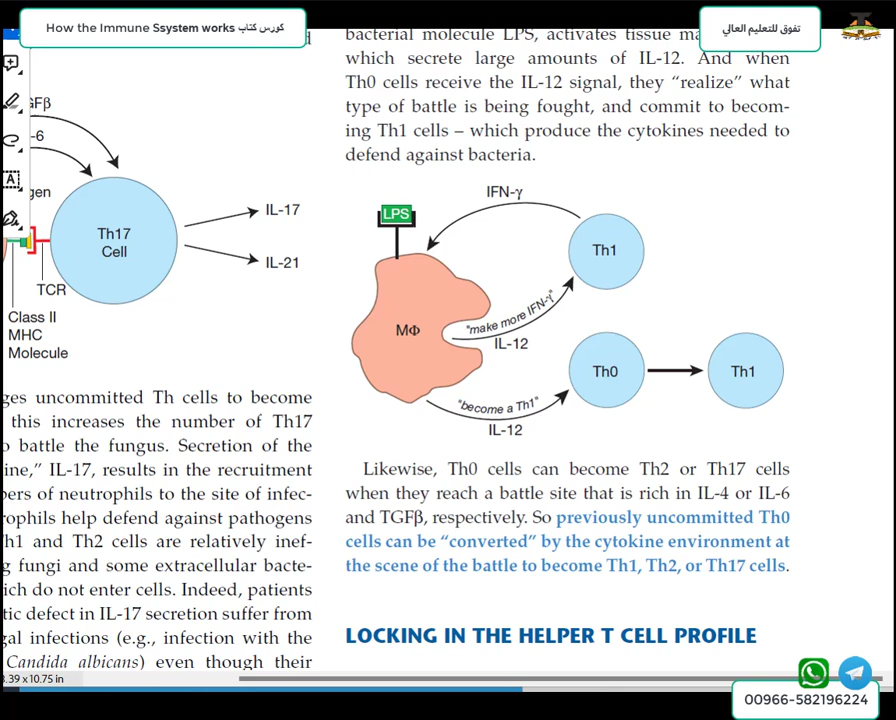 How the Immune Ssystem works كورس كتاب
تفوق للتعليم العالي
GFβ
-6
gen
Th17
Cell
IL-17
IL-21
TCR
Class II
MHC
Molecule
ges uncommitted Th cells to become
this increases the number of Th17
o battle the fungus. Secretion of the
ine,” IL-17, results in the recruitment
bers of neutrophils to the site of infec-
rophils help defend against pathogens
h1 and Th2 cells are relatively inef-
g fungi and some extracellular bacte-
ich do not enter cells. Indeed, patients
tic defect in IL-17 secretion suffer from
gal infections (e.g., infection with the
Candida albicans) even though their
bacterial molecule LPS, activates tissue ma
which secrete large amounts of IL-12. And when
Th0 cells receive the IL-12 signal, they “realize” what
type of battle is being fought, and commit to becom-
ing Th1 cells – which produce the cytokines needed to
defend against bacteria.
IFN-γ
LPS
Th1
MΦ
"make more IFN-γ"
IL-12
Th0
Th1
"become a Th1"
IL-12
Likewise, Th0 cells can become Th2 or Th17 cells
when they reach a battle site that is rich in IL-4 or IL-6
and TGFβ, respectively. So previously uncommitted Th0
cells can be “converted” by the cytokine environment at
the scene of the battle to become Th1, Th2, or Th17 cells.
LOCKING IN THE HELPER T CELL PROFILE
8.39 x 10.75 in
00966-582196224